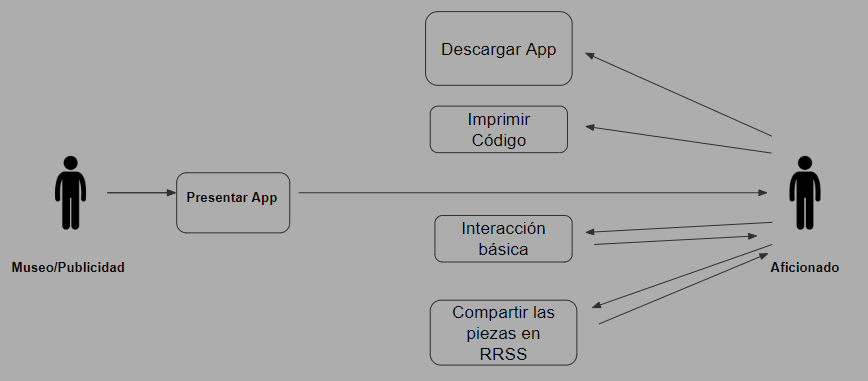 Descargar App
Imprimir
Código
Presentar App
Interacción
básica
Museo/Publicidad
Aficionado
Compartir las
piezas en
RRSS